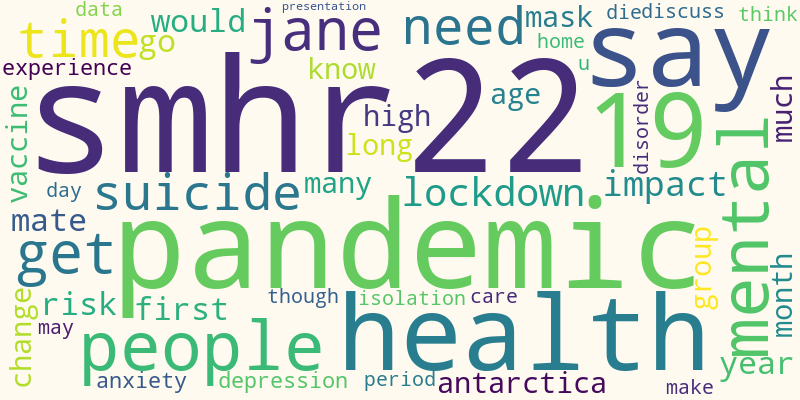 data
presentation
time
go
would
jane
need
mask
die
discuss
think
say
experience
know
home
u
smhr22
high
age
long
19
disorder
much
vaccine
day
suicide
many
lockdown
impact
mental
mate
get
pandemic
group
month
change
risk
first
though
isolation
care
may
people
health
year
anxiety
depression
period
antarctica
make